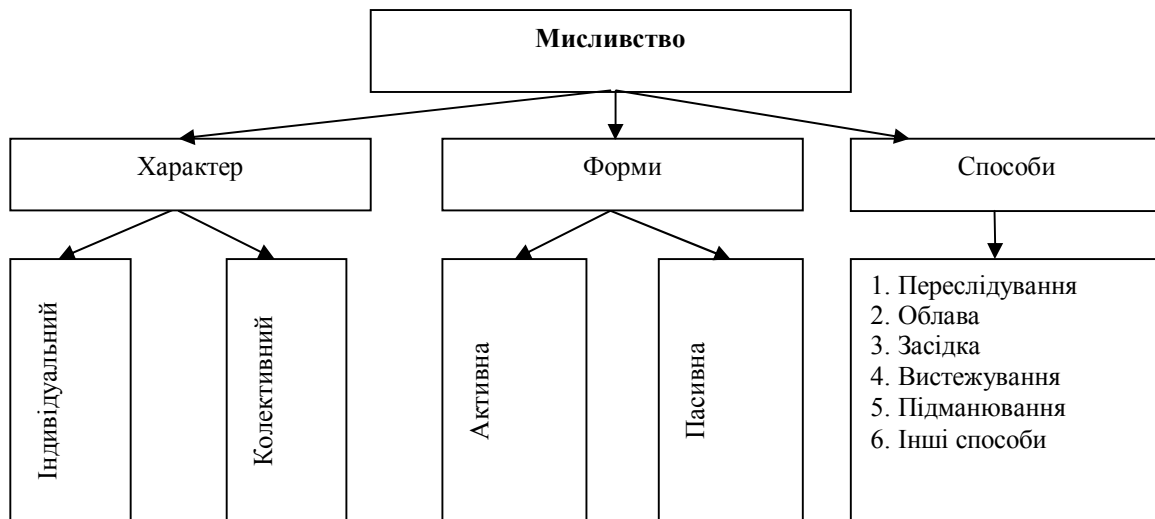 Мисливство
Характер
Форми
Способи
Індивідуальний
Колективний
Активна
Пасивна
1. Переслідування
2. Облава
3. Засідка
4. Вистежування
5. Підманювання
6. Інші способи